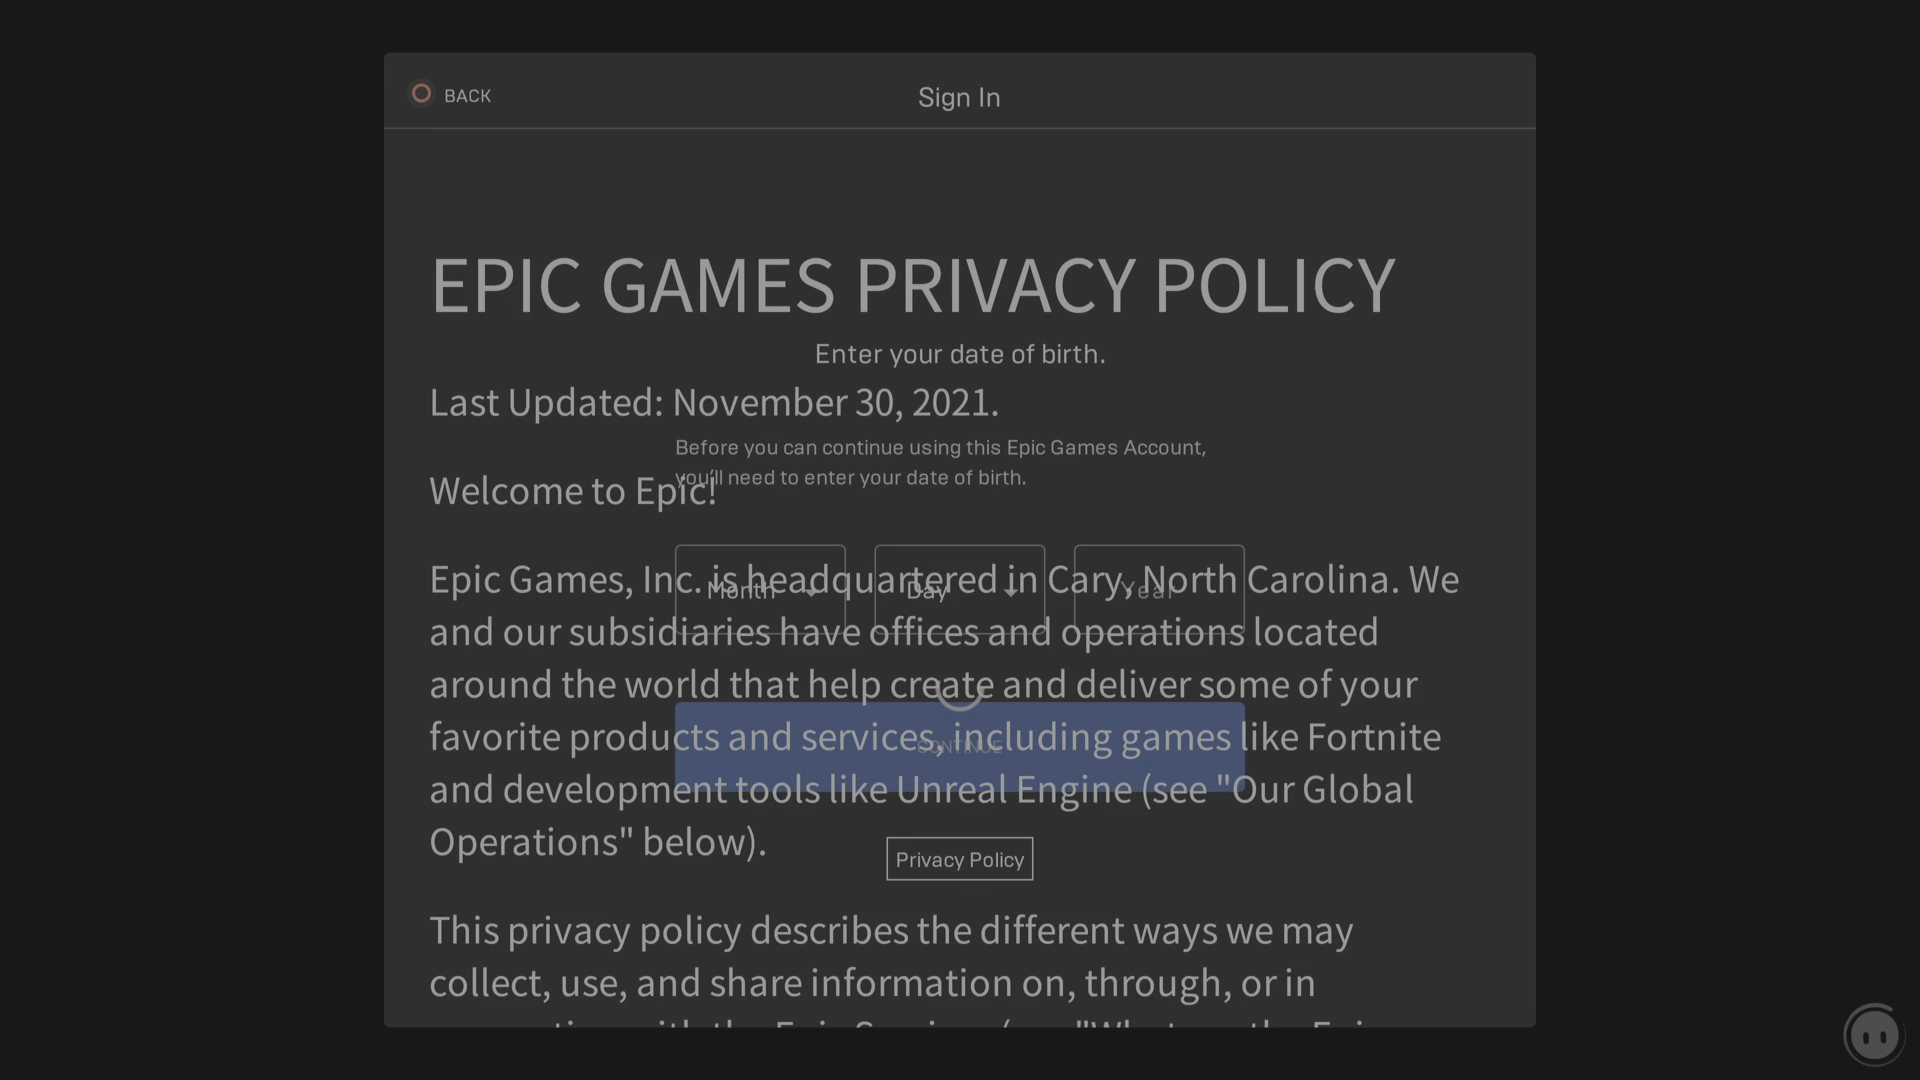 BACK
Sign In
EPIC GAMES PRIVACY POLICY
Enter your date of birth.
Last Updated: November 30, 2021.
Before you can continue using this Epic Games Account,
you'll need to enter your date of birth.
Welcome to Epic!
Epic Games, Inc. is headquartered in Cary, North Carolina. We
Month
Day
Year
and our subsidiaries have offices and operations located
around the world that help create and deliver some of your
favorite products and services, including games like Fortnite
CONTINUE
and development tools like Unreal Engine (see "Our Global
Operations" below).
Privacy Policy
This privacy policy describes the different ways we may
collect, use, and share information on, through, or in